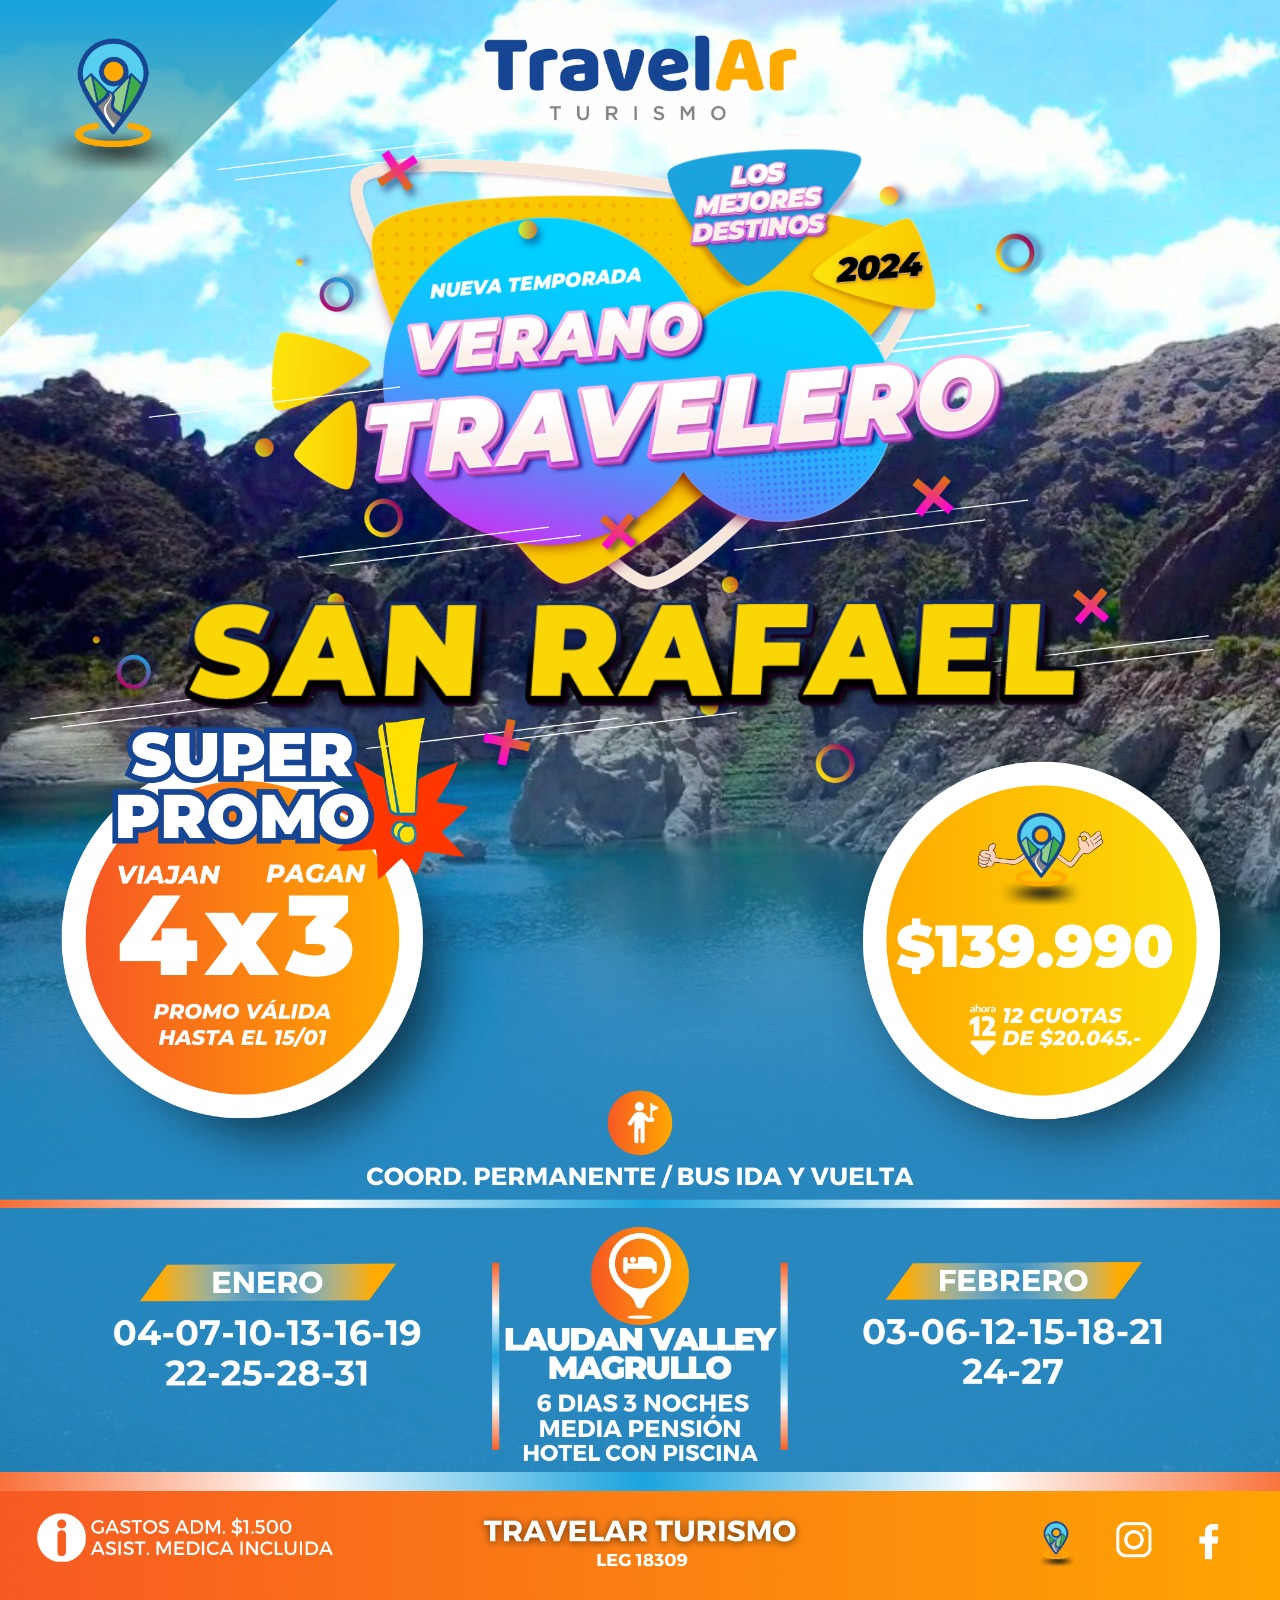 TravelAr
TURISMO
LOS
MEJORES
DESTINOS
2024
NUEVA TEMPORADA
VERANO
TRAVELERO
SAN RAFAEL
SUPER
PROMO
VIAJAN PAGAN
4x3
PROMO VÁLIDA
HASTA EL 15/01
$139.990
ahora
12
12 CUOTAS
DE $20.045.-
COORD. PERMANENTE / BUS IDA Y VUELTA
ENERO
04-07-10-13-16-19
22-25-28-31
LAUDAN VALLEY
MAGRULLO
6 DIAS 3 NOCHES
MEDIA PENSIÓN
HOTEL CON PISCINA
FEBRERO
03-06-12-15-18-21
24-27
GASTOS ADM. $1.500
ASIST. MEDICA INCLUIDA
TRAVELAR TURISMO
LEG 18309